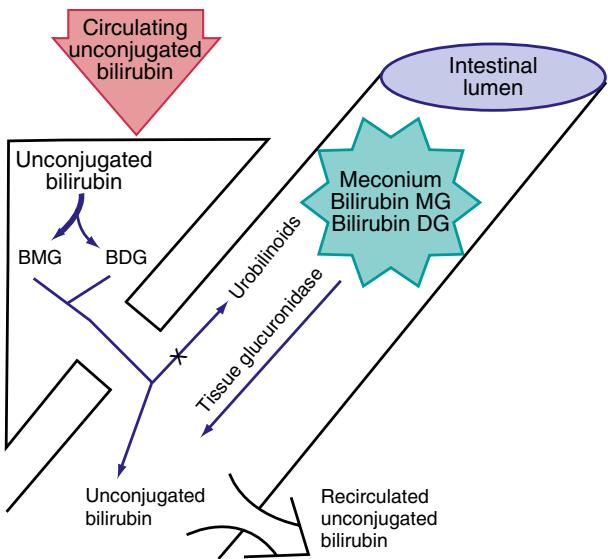 Circulating
unconjugated
bilirubin
Intestinal
lumen
Unconjugated
bilirubin
BMG
BDG
Meconium
Bilirubin MG
Bilirubin DG
Urobilinoids
Tissue glucuronidase
Unconjugated
bilirubin
Recirculated
unconjugated
bilirubin